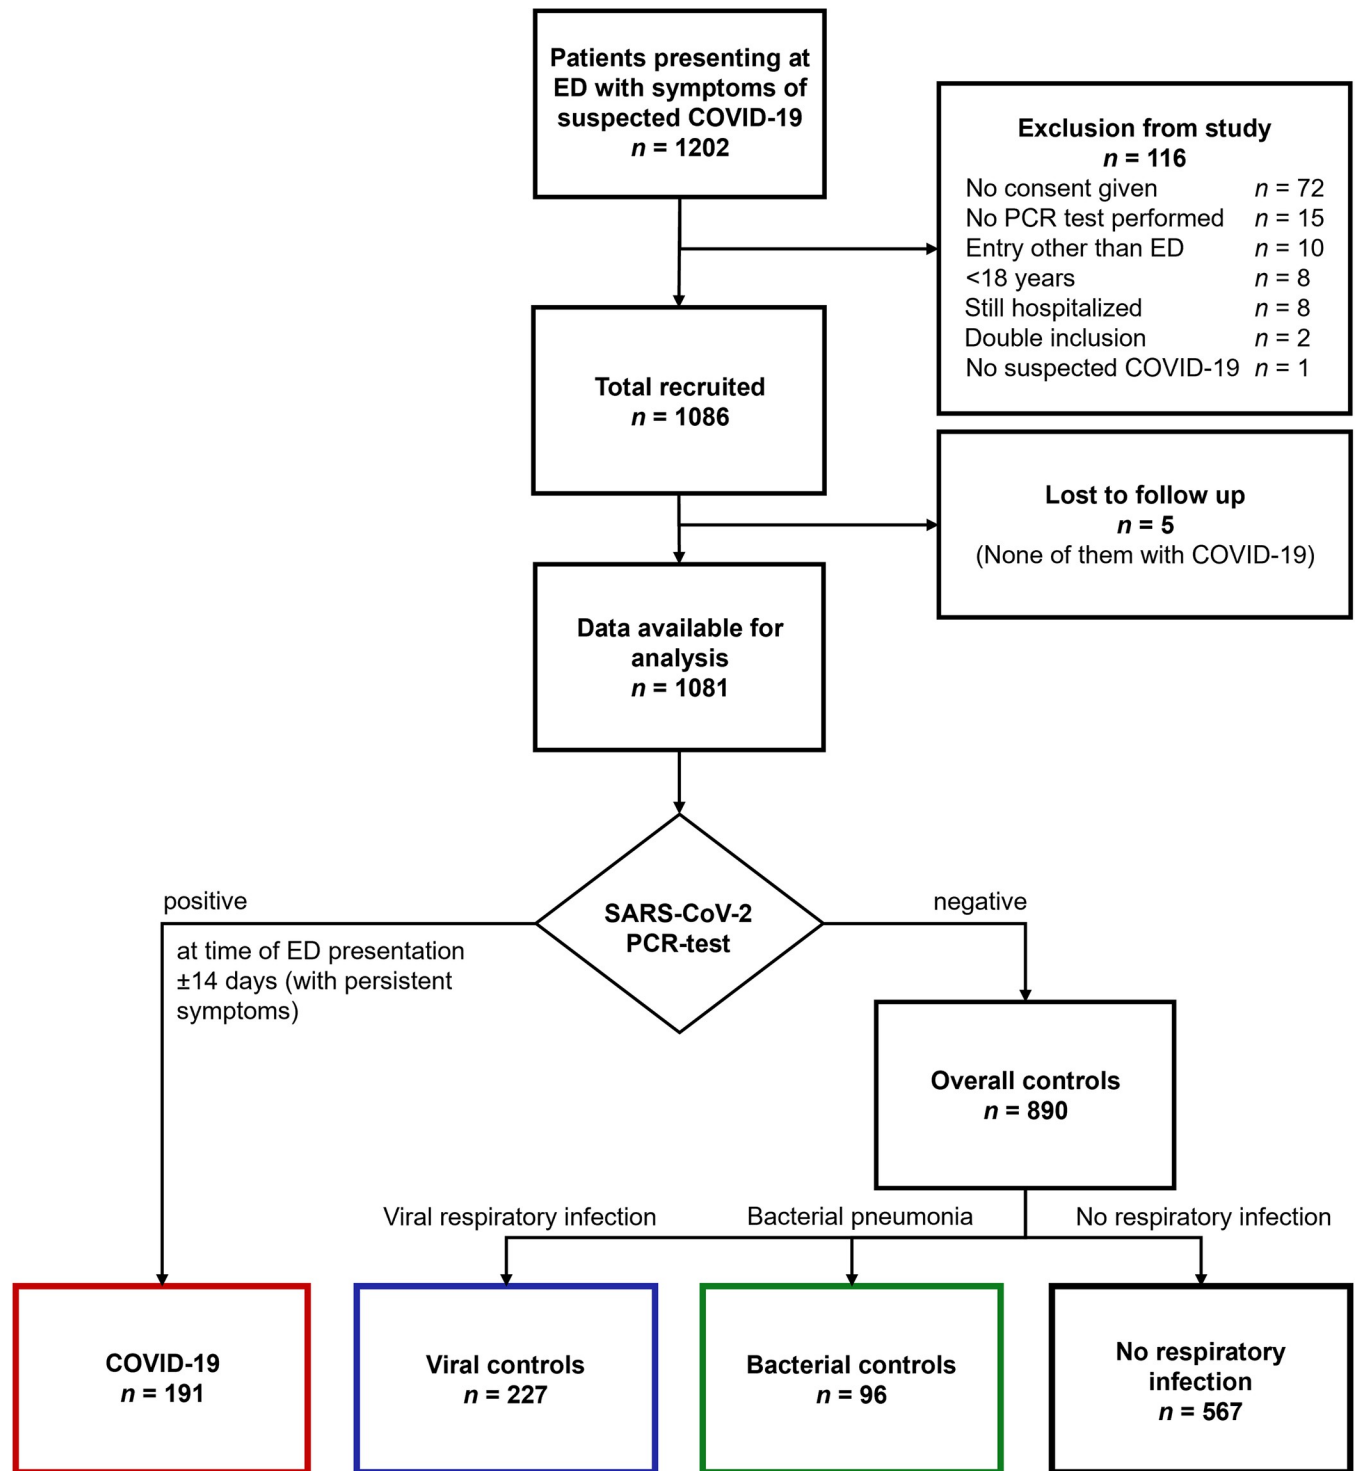 Patients presenting at
ED with symptoms of
suspected COVID-19
n = 1202
Exclusion from study
n = 116
No consent given n = 72
No PCR test performed n = 15
Entry other than ED n = 10
<18 years n = 8
Still hospitalized n = 8
Double inclusion n = 2
No suspected COVID-19 n = 1
Total recruited
n = 1086
Lost to follow up
n = 5
(None of them with COVID-19)
Data available for
analysis
n = 1081
SARS-CoV-2
PCR-test
positive
at time of ED presentation
±14 days (with persistent
symptoms)
negative
Overall controls
n = 890
Viral respiratory infection
Bacterial pneumonia
No respiratory infection
COVID-19
n = 191
Viral controls
n = 227
Bacterial controls
n = 96
No respiratory
infection
n = 567